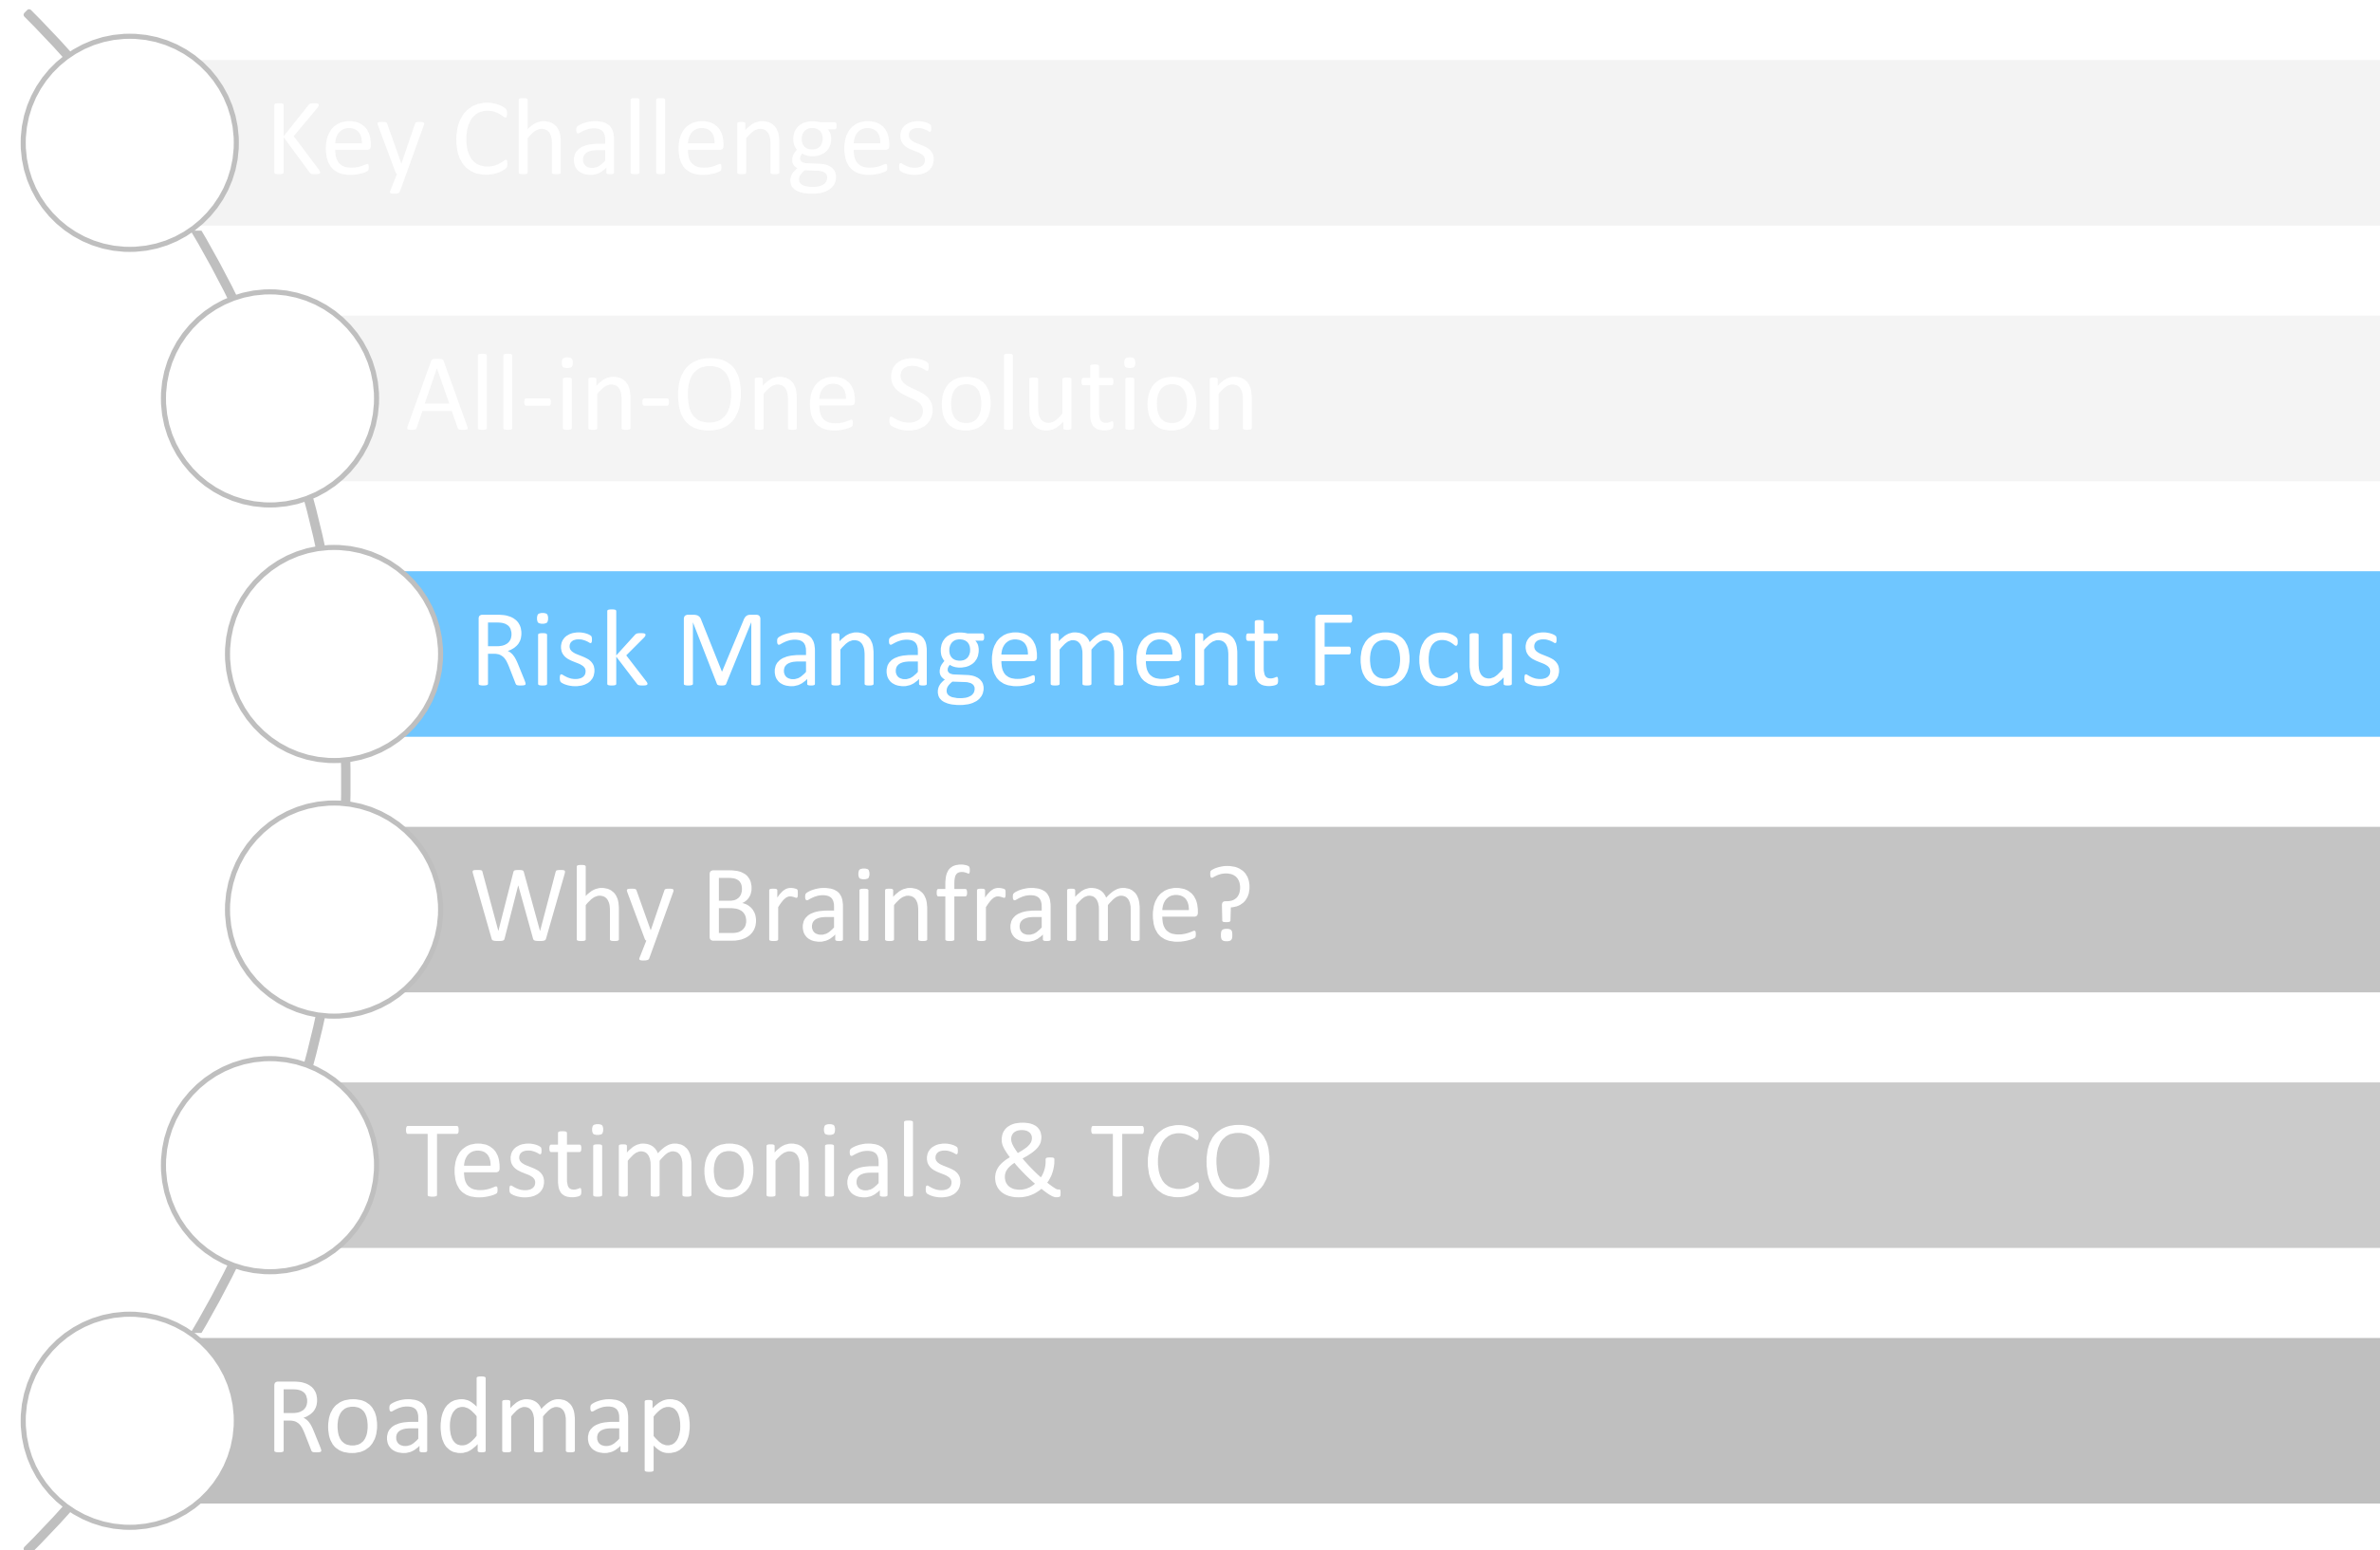 Key Challenges
All-in-One Solution
Risk Management Focus
Why Brainframe?
Testimonials & TCO
Roadmap